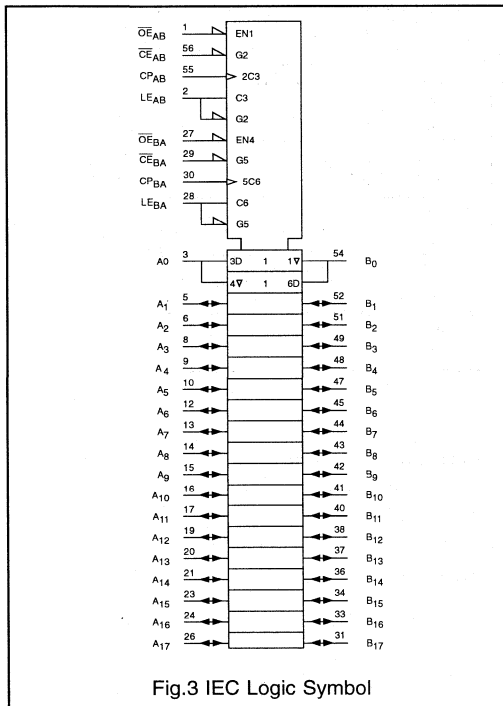 O̅E̅AB 1 EN1
C̅E̅AB 56 G2
CPAB 55 2C3
LEAB 2 C3
G2
O̅E̅BA 27 EN4
C̅E̅BA 29 G5
CPBA 30 5C6
LEBA 28 C6
G5
A0 3 3D 1 1∇ 54 B0
4∇ 1 6D
A1 5 52 B1
A2 6 51 B2
A3 8 49 B3
A4 9 48 B4
A5 10 47 B5
A6 12 45 B6
A7 13 44 B7
A8 14 43 B8
A9 15 42 B9
A10 16 41 B10
A11 17 40 B11
A12 19 38 B12
A13 20 37 B13
A14 21 36 B14
A15 23 34 B15
A16 24 33 B16
A17 26 31 B17
Fig.3 IEC Logic Symbol